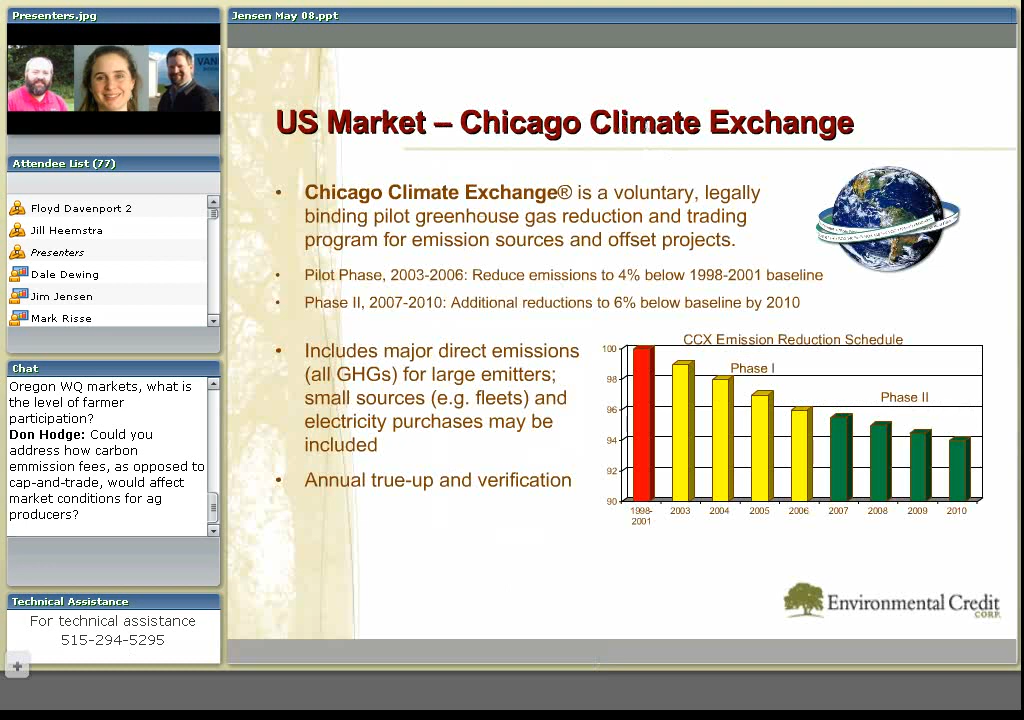 Presenters.jpg
VAN
Attendee List (77)
Floyd Davenport 2
Jill Heemstra
Presenters
Dale Dewing
Jim Jensen
Mark Risse
Chat
Oregon WQ markets, what is
the level of farmer
participation?
Don Hodge: Could you
address how carbon
emmission fees, as opposed to
cap-and-trade, would affect
market conditions for ag
producers?
Technical Assistance
For technical assistance
515-294-5295
Jensen May 08.ppt
US Market – Chicago Climate Exchange
• Chicago Climate Exchange® is a voluntary, legally
binding pilot greenhouse gas reduction and trading
program for emission sources and offset projects.
• Pilot Phase, 2003-2006: Reduce emissions to 4% below 1998-2001 baseline
• Phase II, 2007-2010: Additional reductions to 6% below baseline by 2010
• Includes major direct emissions
(all GHGs) for large emitters;
small sources (e.g. fleets) and
electricity purchases may be
included
• Annual true-up and verification
CCX Emission Reduction Schedule
Phase I
Phase II
100
98
96
94
92
90
1998-
2001
2003 2004 2005 2006 2007 2008 2009 2010
Environmental Credit
CORP.